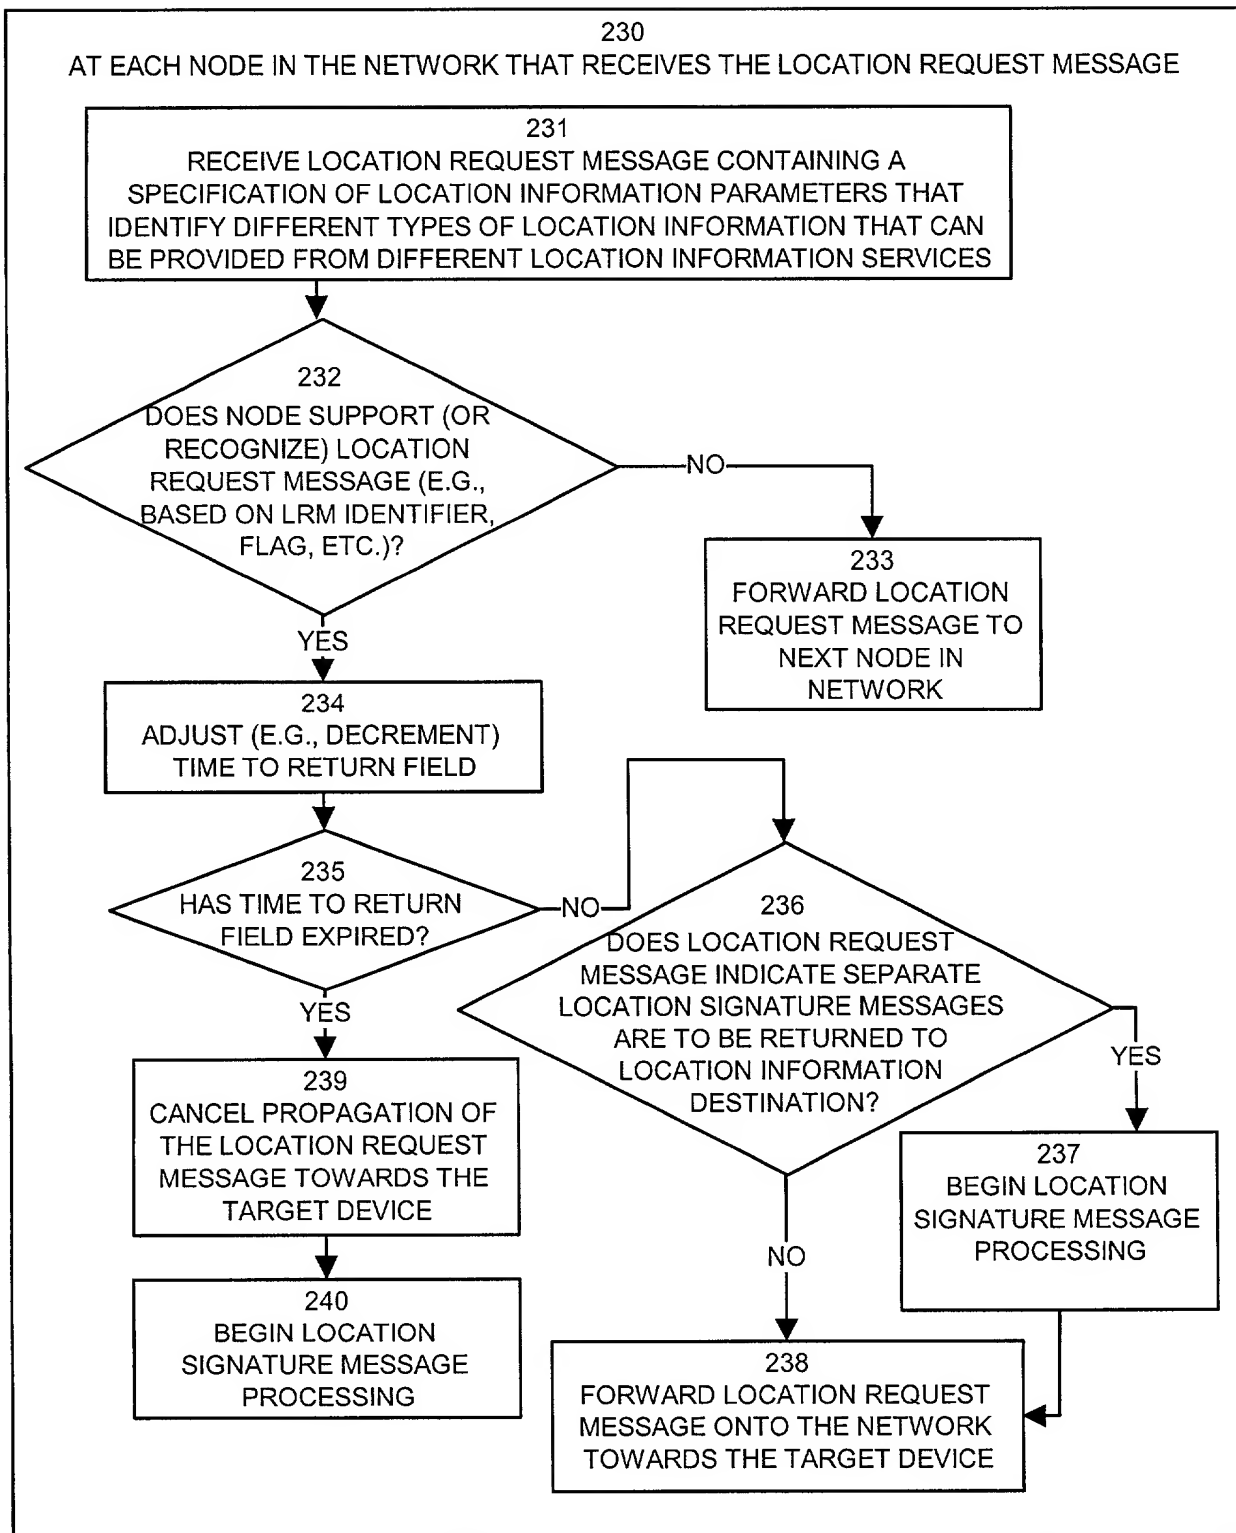 230
AT EACH NODE IN THE NETWORK THAT RECEIVES THE LOCATION REQUEST MESSAGE
231
RECEIVE LOCATION REQUEST MESSAGE CONTAINING A
SPECIFICATION OF LOCATION INFORMATION PARAMETERS THAT
IDENTIFY DIFFERENT TYPES OF LOCATION INFORMATION THAT CAN
BE PROVIDED FROM DIFFERENT LOCATION INFORMATION SERVICES
232
DOES NODE SUPPORT (OR
RECOGNIZE) LOCATION
REQUEST MESSAGE (E.G.,
BASED ON LRM IDENTIFIER,
FLAG, ETC.)?
NO
233
FORWARD LOCATION
REQUEST MESSAGE TO
NEXT NODE IN
NETWORK
YES
234
ADJUST (E.G., DECREMENT)
TIME TO RETURN FIELD
235
HAS TIME TO RETURN
FIELD EXPIRED?
NO
236
DOES LOCATION REQUEST
MESSAGE INDICATE SEPARATE
LOCATION SIGNATURE MESSAGES
ARE TO BE RETURNED TO
LOCATION INFORMATION
DESTINATION?
YES
YES
239
CANCEL PROPAGATION OF
THE LOCATION REQUEST
MESSAGE TOWARDS THE
TARGET DEVICE
237
BEGIN LOCATION
SIGNATURE MESSAGE
PROCESSING
NO
240
BEGIN LOCATION
SIGNATURE MESSAGE
PROCESSING
238
FORWARD LOCATION REQUEST
MESSAGE ONTO THE NETWORK
TOWARDS THE TARGET DEVICE